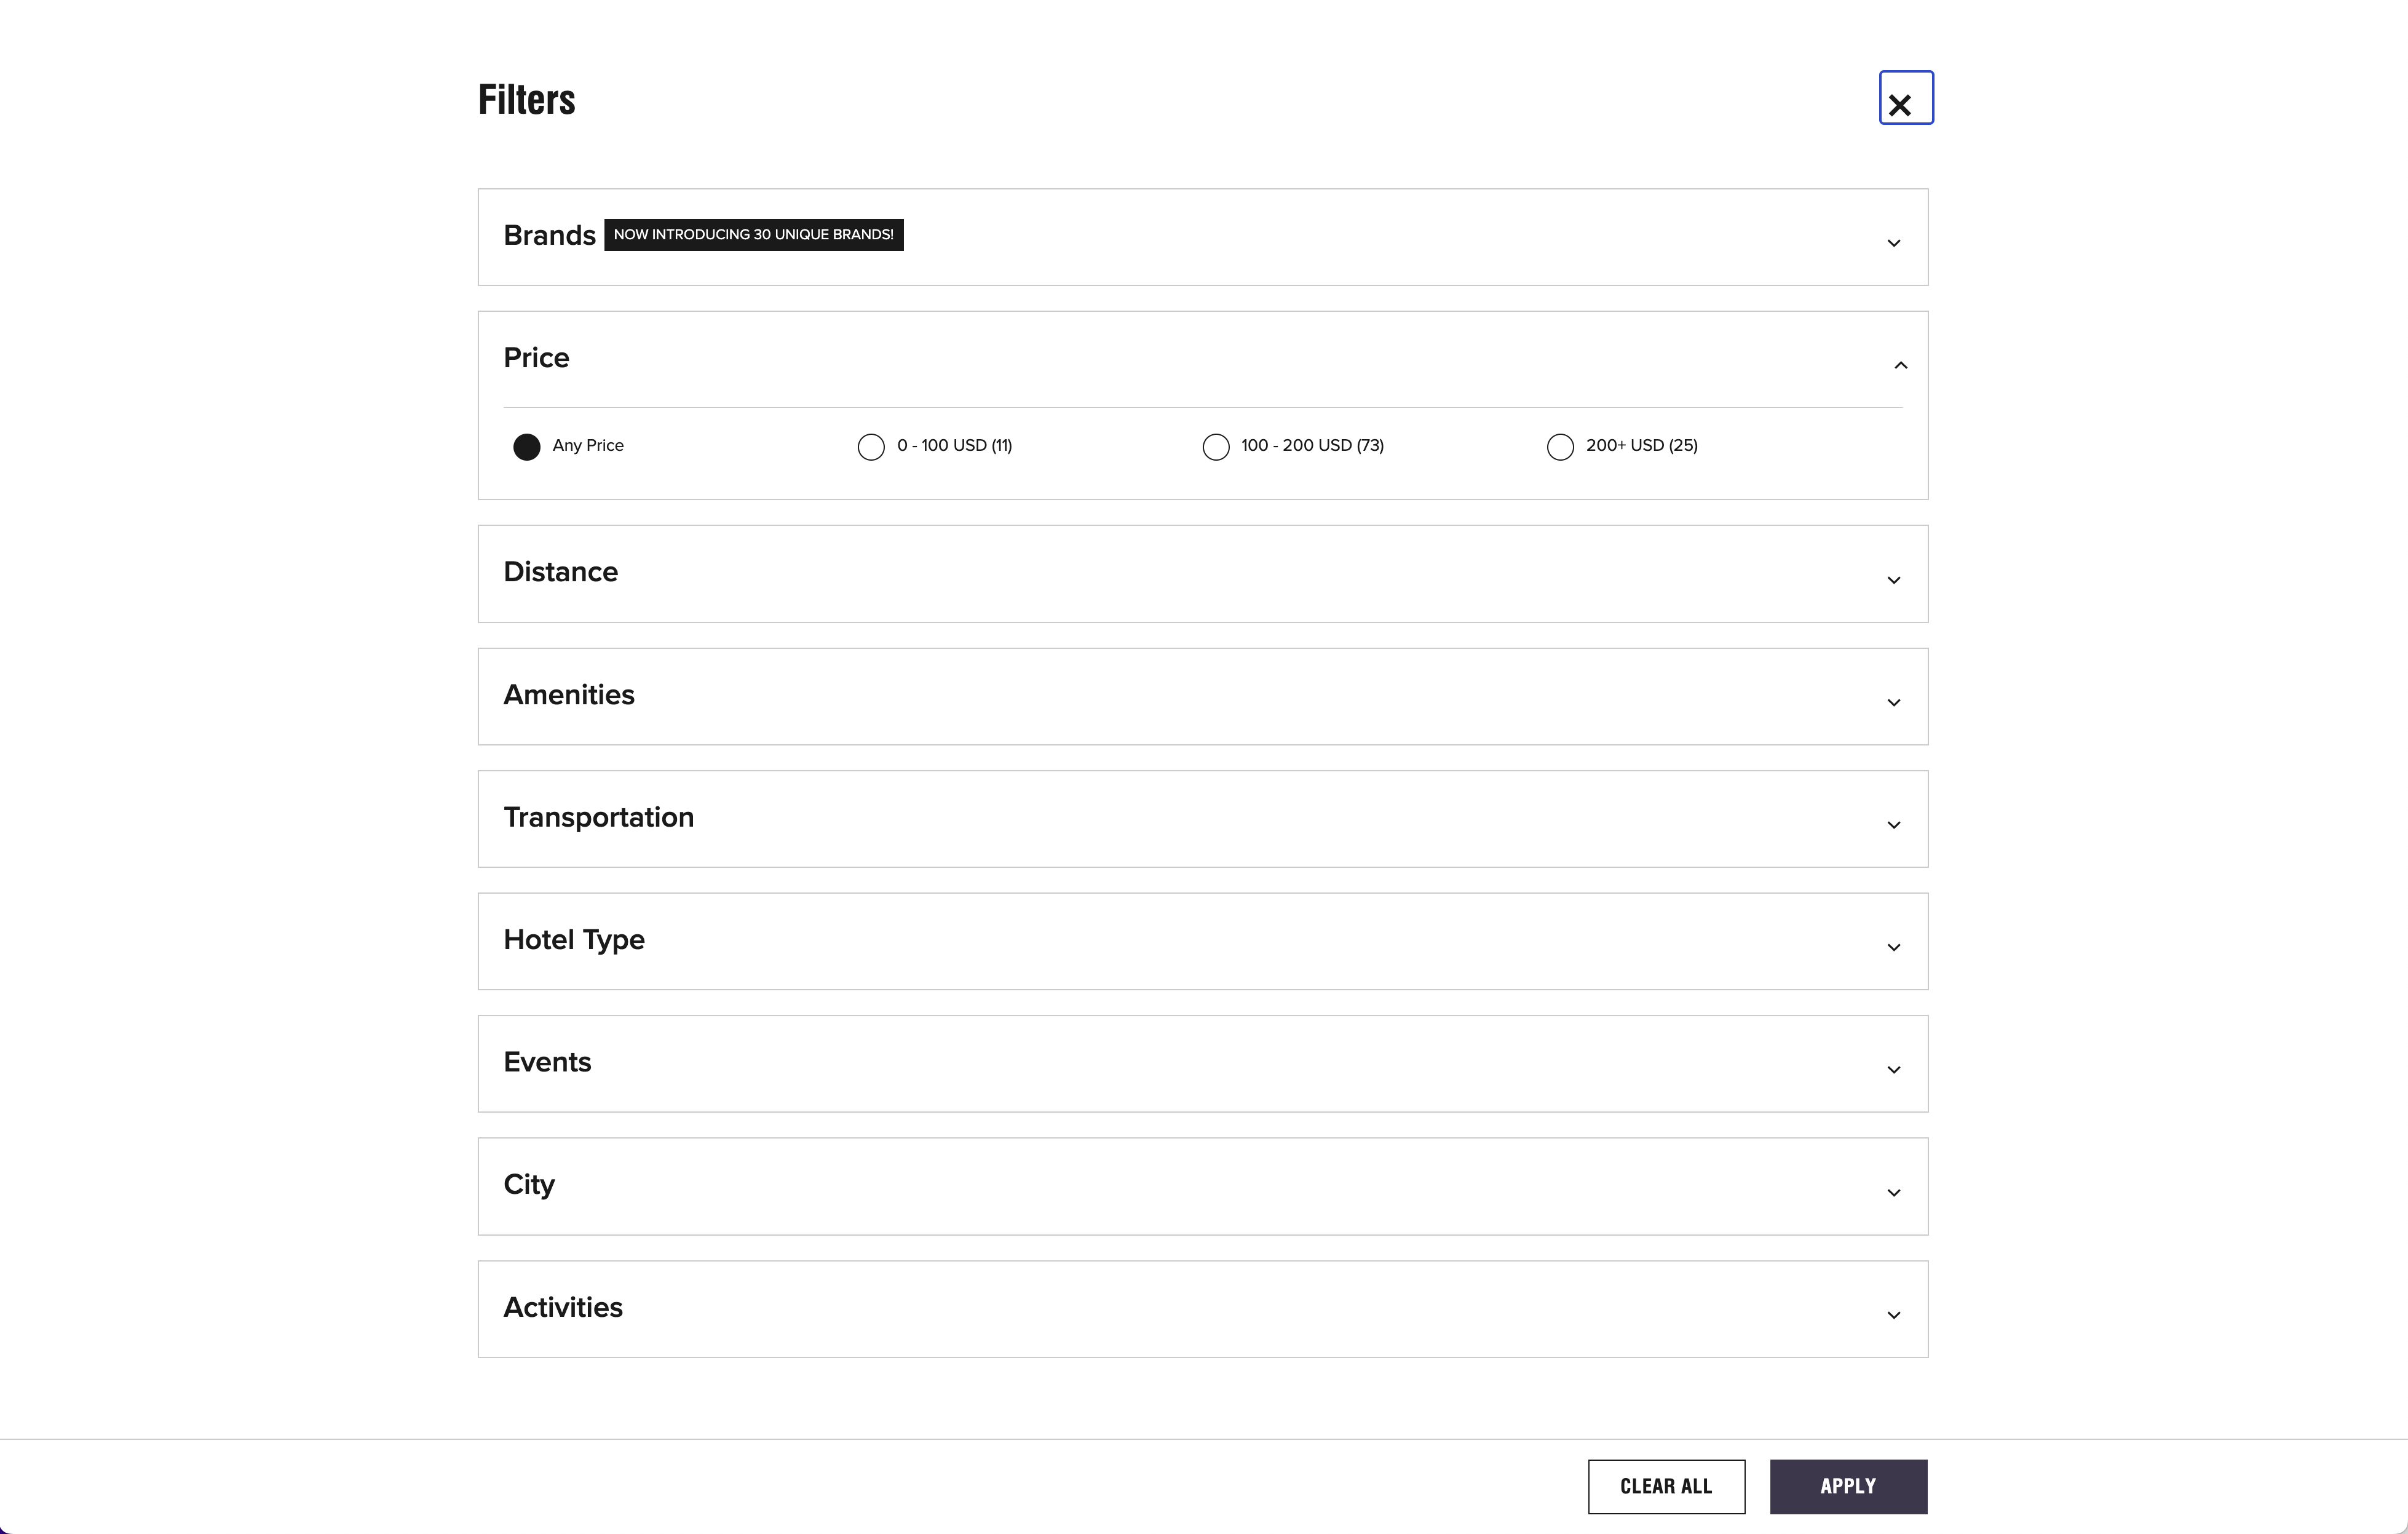 Filters
Brands NOW INTRODUCING 30 UNIQUE BRANDS!
Price
Any Price 0 - 100 USD (11) 100 - 200 USD (73) 200+ USD (25)
Distance
Amenities
Transportation
Hotel Type
Events
City
Activities
CLEAR ALL APPLY